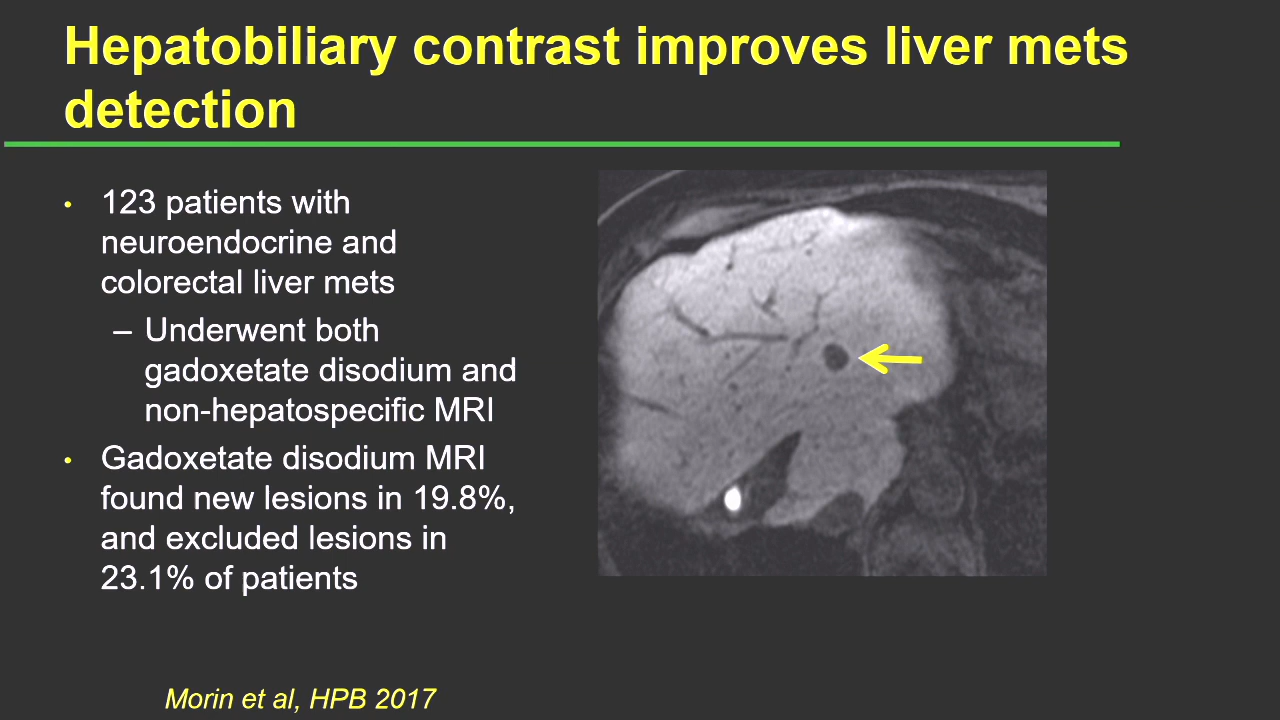 Hepatobiliary contrast improves liver mets
detection
• 123 patients with
neuroendocrine and
colorectal liver mets
– Underwent both
gadoxetate disodium and
non-hepatospecific MRI
• Gadoxetate disodium MRI
found new lesions in 19.8%,
and excluded lesions in
23.1% of patients
Morin et al, HPB 2017